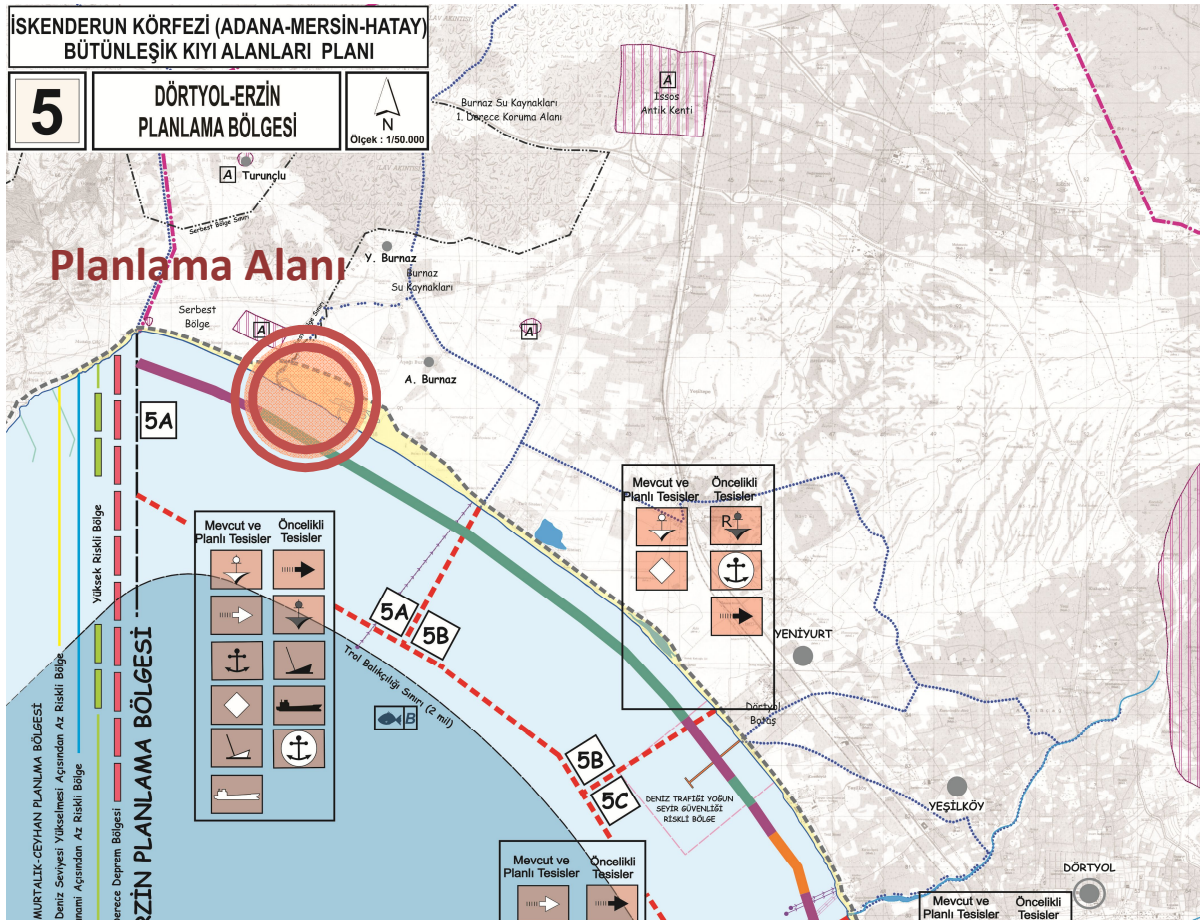 İSKENDERUN KÖRFEZİ (ADANA-MERSİN-HATAY)
BÜTÜNLEŞİK KIYI ALANLARI PLANI
5
DÖRTYOL-ERZİN
PLANLAMA BÖLGESİ
N
Ölçek : 1/50.000
Burnaz Su Kaynakları
1. Derece Koruma Alanı
A
İssos
Antik Kenti
A Turunçlu
Serbest Bölge Sınırı
Planlama Alanı
Y. Burnaz
Burnaz
Su Kaynakları
Serbest
Bölge
A
A
A. Burnaz
5A
Yüksek Riskli Bölge
Mevcut ve
Planlı Tesisler
Öncelikli
Tesisler
Mevcut ve
Planlı Tesisler
Öncelikli
Tesisler
R
5A
5B
Trol Balıkçılığı Sınırı (2 mil)
B
YENİYURT
Dörtyol
Botaş
5B
5C
DENİZ TRAFİĞİ YOĞUN
SEYİR GÜVENLİĞİ
RİSKLİ BÖLGE
YEŞİLKÖY
DÖRTYOL
MURTALIK-CEYHAN PLANLMA BÖLGESİ
Deniz Seviyesi Yükselmesi Açısından Az Riskli Bölge
nami Açısından Az Riskli Bölge
erece Deprem Bölgesi
RZİN PLANLAMA BÖLGESİ
Mevcut ve
Planlı Tesisler
Öncelikli
Tesisler
Mevcut ve
Planlı Tesisler
Öncelikli
Tesisler